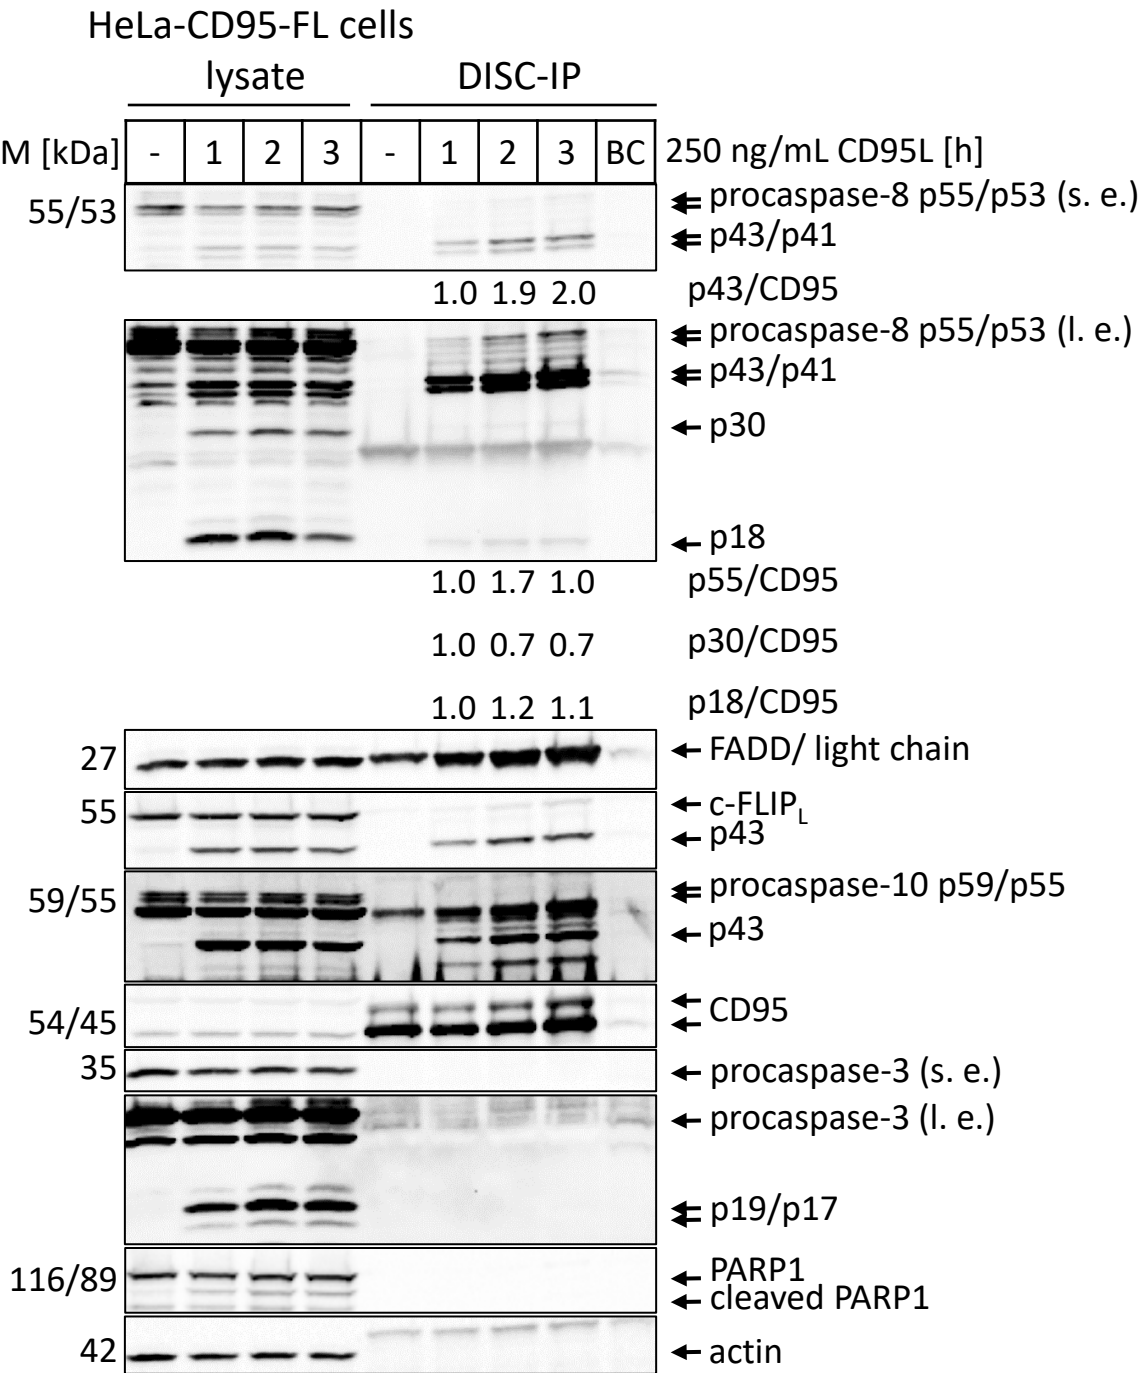 HeLa-CD95-FL cells
lysate DISC-IP
M [kDa] - 1 2 3 - 1 2 3 BC 250 ng/mL CD95L [h]
55/53 procaspase-8 p55/p53 (s. e.)
p43/p41
1.0 1.9 2.0 p43/CD95
procaspase-8 p55/p53 (l. e.)
p43/p41
p30
p18
1.0 1.7 1.0 p55/CD95
1.0 0.7 0.7 p30/CD95
1.0 1.2 1.1 p18/CD95
27 FADD/ light chain
55 c-FLIPL
p43
59/55 procaspase-10 p59/p55
p43
54/45 CD95
35 procaspase-3 (s. e.)
procaspase-3 (l. e.)
p19/p17
116/89 PARP1
cleaved PARP1
42 actin